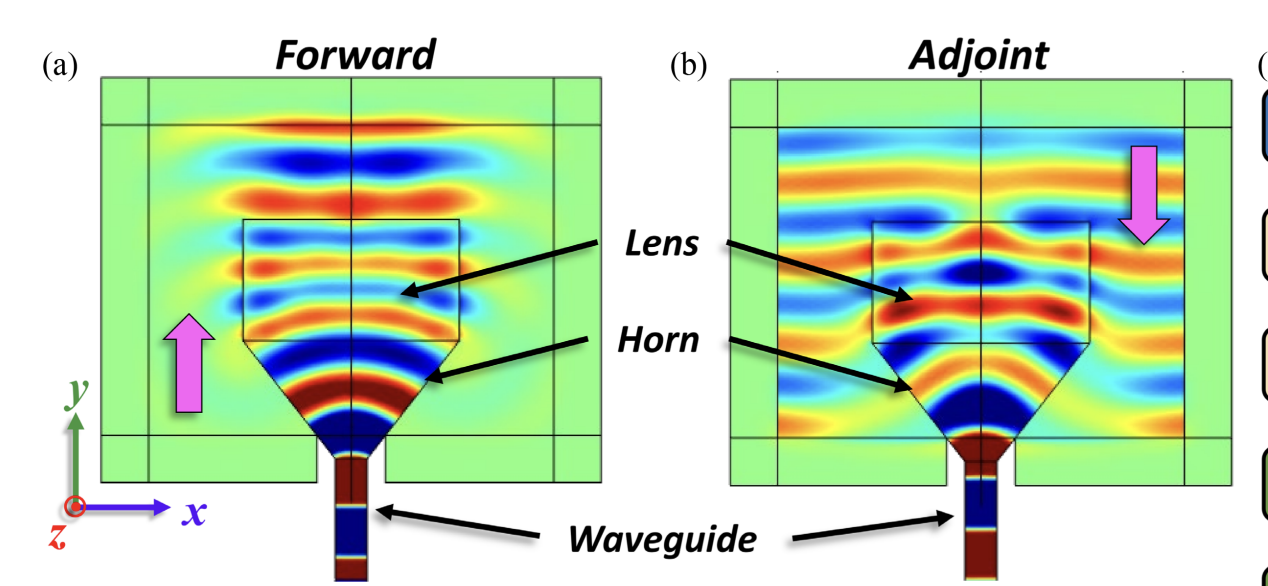 (a)
Forward
(b)
Adjoint
(
Lens
Horn
Waveguide
y
x
z